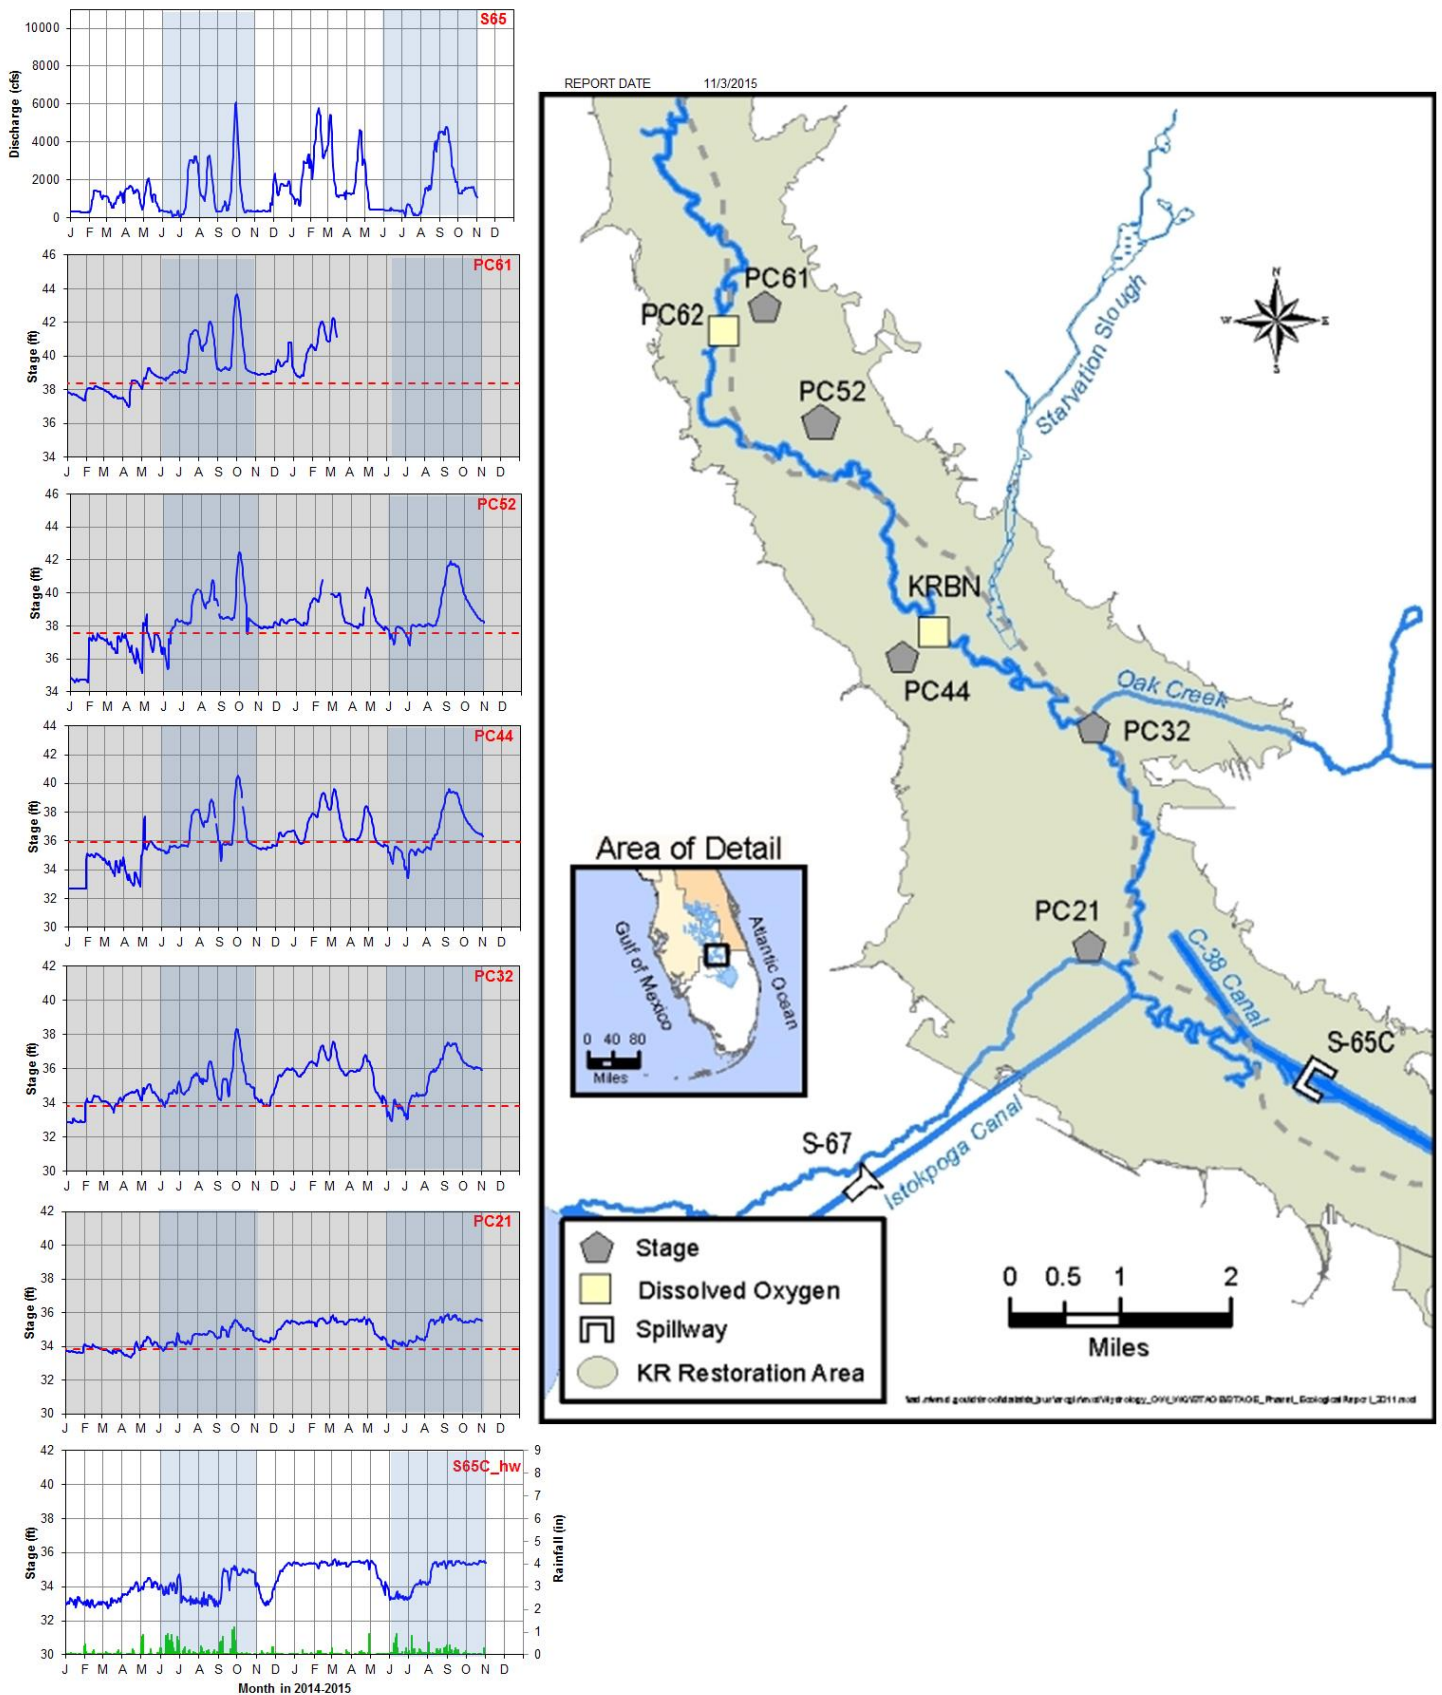 S65
Discharge (cfs)
10000
8000
6000
4000
2000
0
J F M A M J J A S O N D J F M A M J J A S O N D
PC61
Stage (ft)
46
44
42
40
38
36
34
J F M A M J J A S O N D J F M A M J J A S O N D
PC52
Stage (ft)
46
44
42
40
38
36
34
J F M A M J J A S O N D J F M A M J J A S O N D
PC44
Stage (ft)
44
42
40
38
36
34
32
30
J F M A M J J A S O N D J F M A M J J A S O N D
PC32
Stage (ft)
42
40
38
36
34
32
30
J F M A M J J A S O N D J F M A M J J A S O N D
PC21
Stage (ft)
42
40
38
36
34
32
30
J F M A M J J A S O N D J F M A M J J A S O N D
S65C_hw
Stage (ft)
42
40
38
36
34
32
30
9
8
7
6
5
4
3
2
1
0
Rainfall (in)
J F M A M J J A S O N D J F M A M J J A S O N D
Month in 2014-2015
REPORT DATE 11/3/2015
PC61
PC62
PC52
Starvation Slough
N
W E
S
KRBN
PC44
Oak Creek
PC32
PC21
C-38 Canal
S-65C
S-67
Istokpoga Canal
Area of Detail
Gulf of Mexico
Atlantic Ocean
0 40 80
Miles
Stage
Dissolved Oxygen
Spillway
KR Restoration Area
0 0.5 1 2
Miles